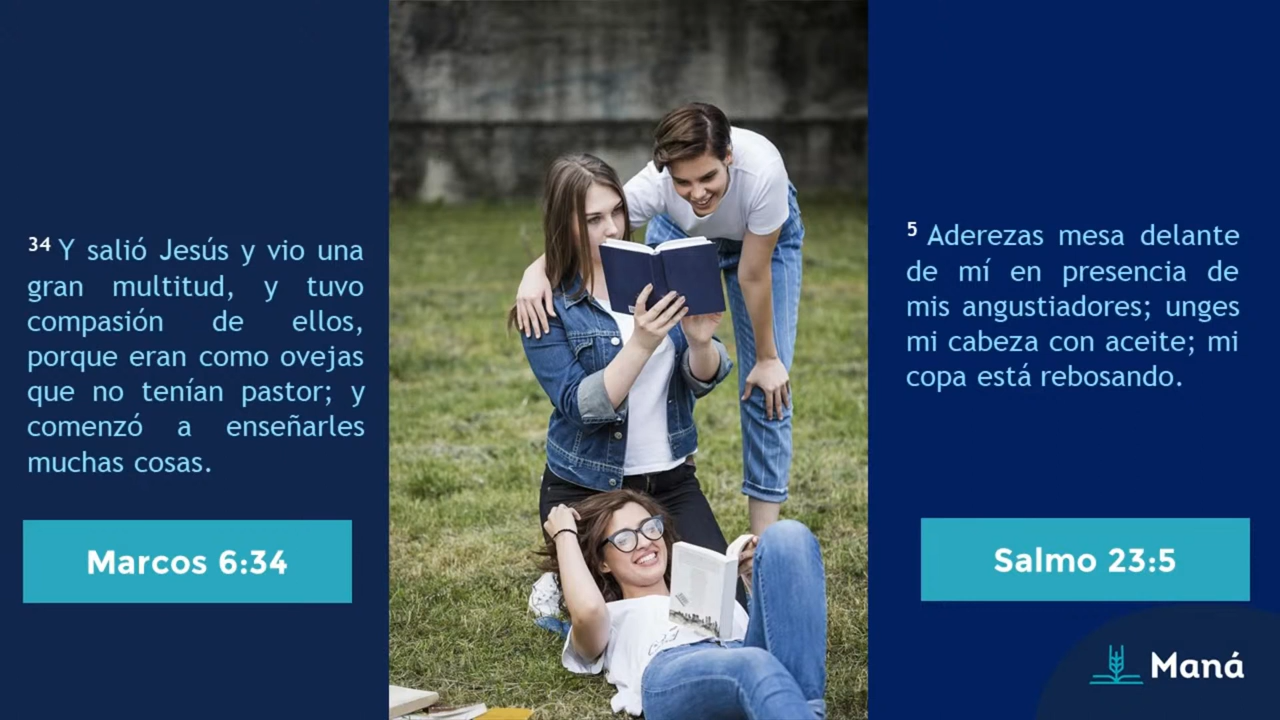 34 Y salió Jesús y vio una
gran multitud, y tuvo
compasión de ellos,
porque eran como ovejas
que no tenían pastor; y
comenzó a enseñarles
muchas cosas.
Marcos 6:34
5 Aderezas mesa delante
de mí en presencia de
mis angustiadores; unges
mi cabeza con aceite; mi
copa está rebosando.
Salmo 23:5
Maná